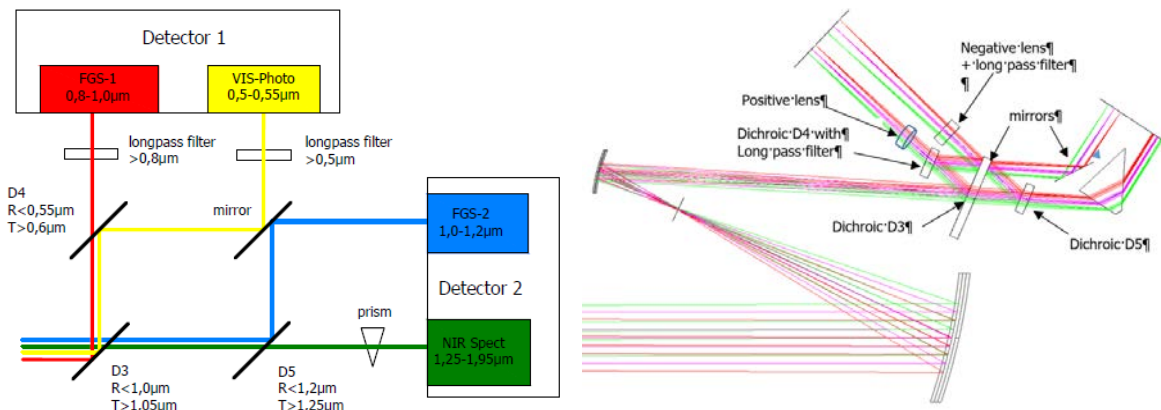 Detector 1
FGS-1
0,8-1,0µm
VIS-Photo
0,5-0,55µm
longpass filter
>0,8µm
longpass filter
>0,5µm
D4
R<0,55µm
T>0,6µm
mirror
FGS-2
1,0-1,2µm
Detector 2
prism
NIR Spect
1,25-1,95µm
D3
R<1,0µm
T>1,05µm
D5
R<1,2µm
T>1,25µm
Negative·lens¶
+·long·pass·filter¶
¶
Positive·lens¶
mirrors¶
Dichroic·D4·with·
Long·pass·filter¶
Dichroic·D3¶
Dichroic·D5¶